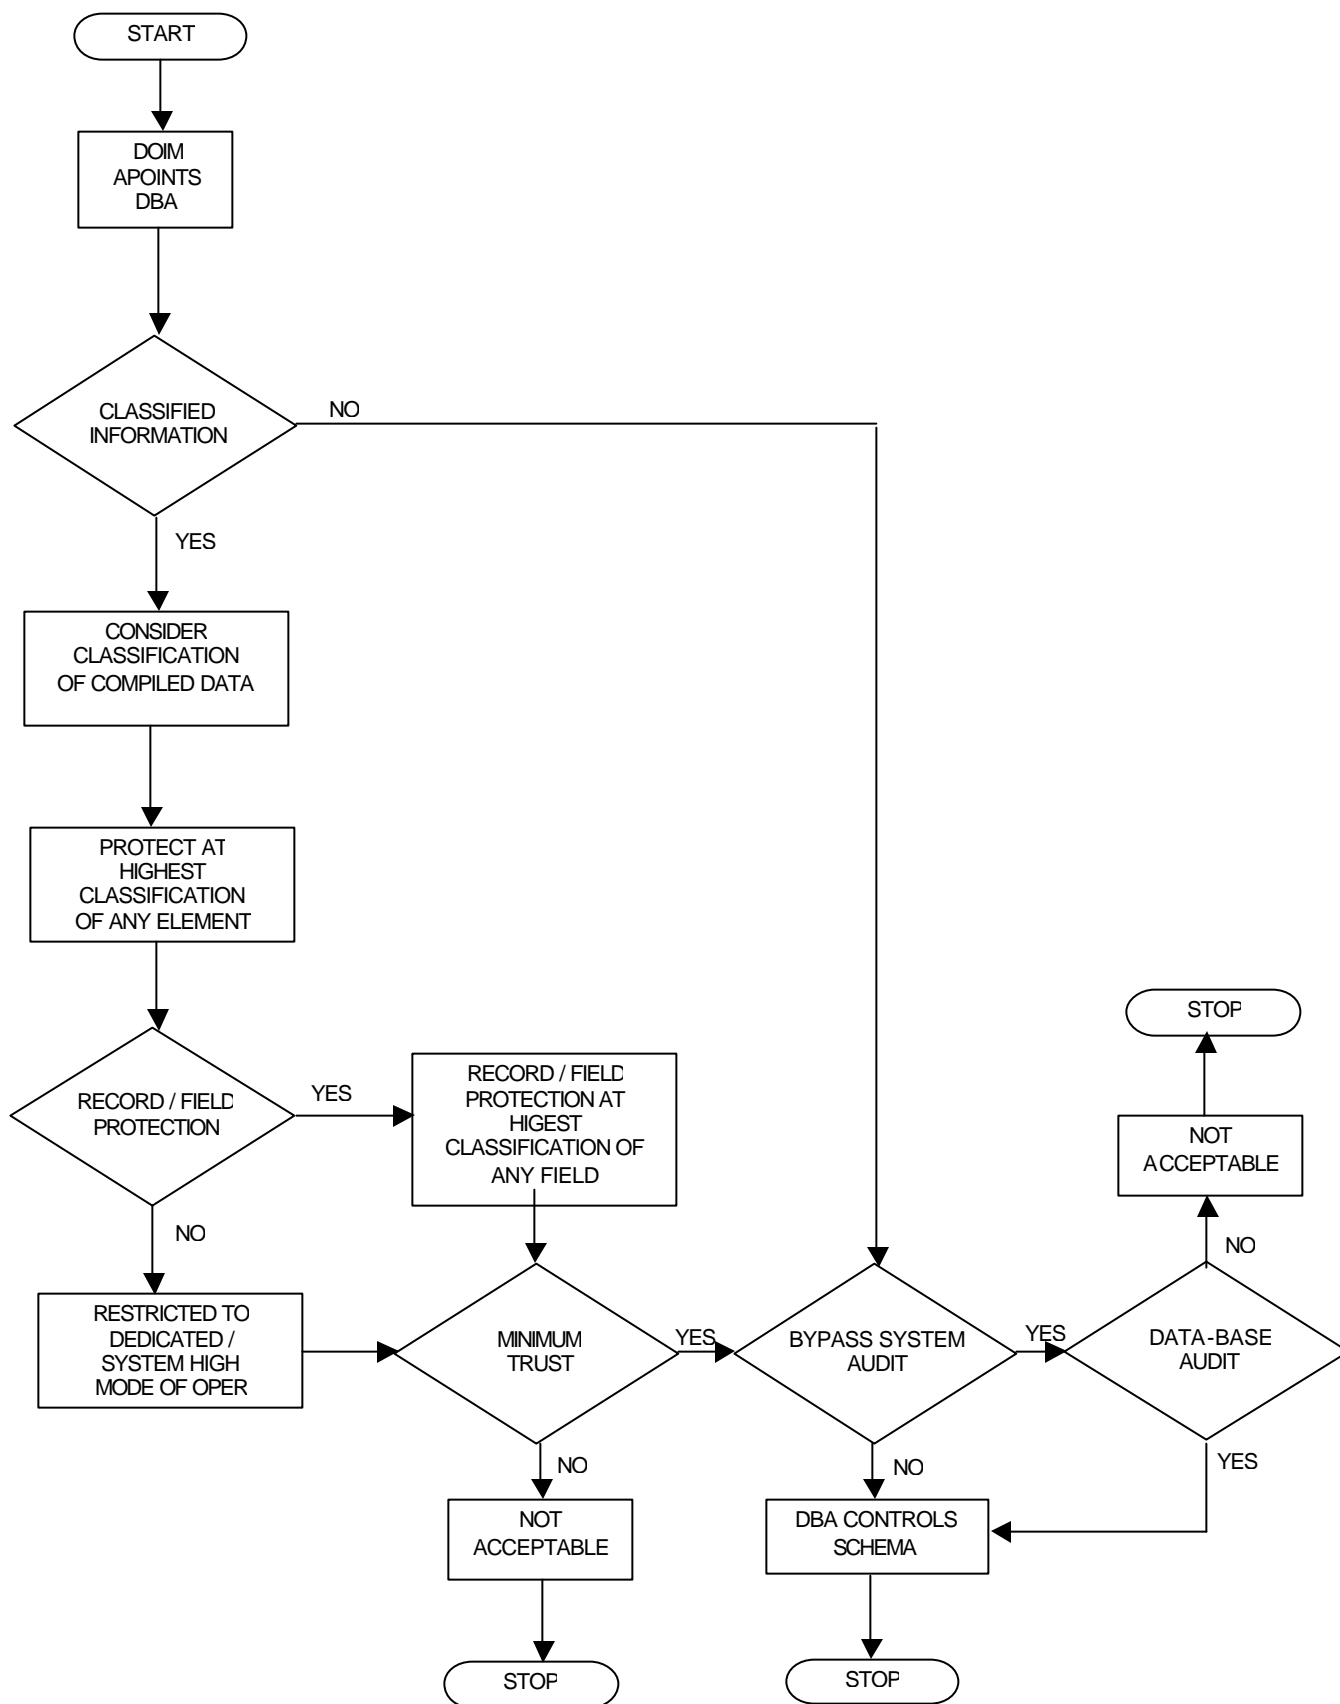 START
DOIM
APOINTS
DBA
CLASSIFIED
INFORMATION
NO
YES
CONSIDER
CLASSIFICATION
OF COMPILED DATA
PROTECT AT
HIGHEST
CLASSIFICATION
OF ANY ELEMENT
RECORD / FIELD
PROTECTION
YES
RECORD / FIELD
PROTECTION AT
HIGEST
CLASSIFICATION OF
ANY FIELD
NO
RESTRICTED TO
DEDICATED /
SYSTEM HIGH
MODE OF OPER
MINIMUM
TRUST
YES
NO
NOT
ACCEPTABLE
STOP
BYPASS SYSTEM
AUDIT
YES
NO
DBA CONTROLS
SCHEMA
STOP
DATA-BASE
AUDIT
NO
YES
NOT
ACCEPTABLE
STOP